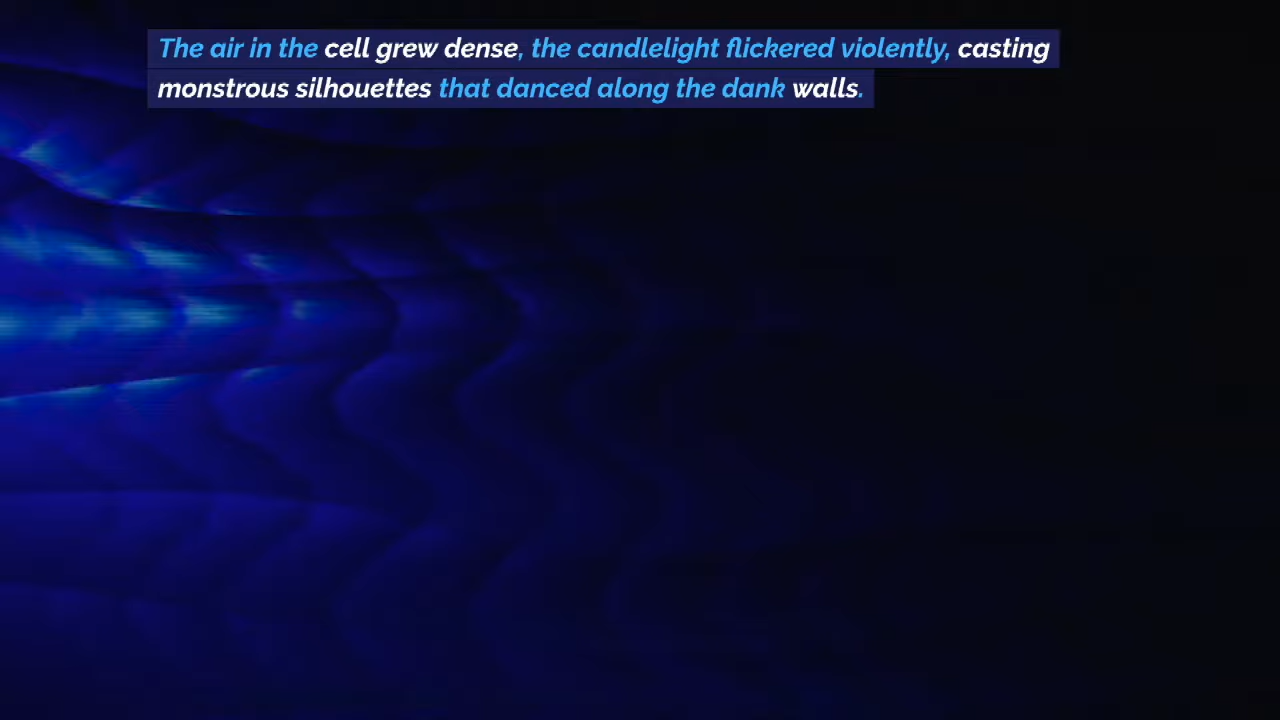 The air in the cell grew dense, the candlelight flickered violently, casting
monstrous silhouettes that danced along the dank walls.